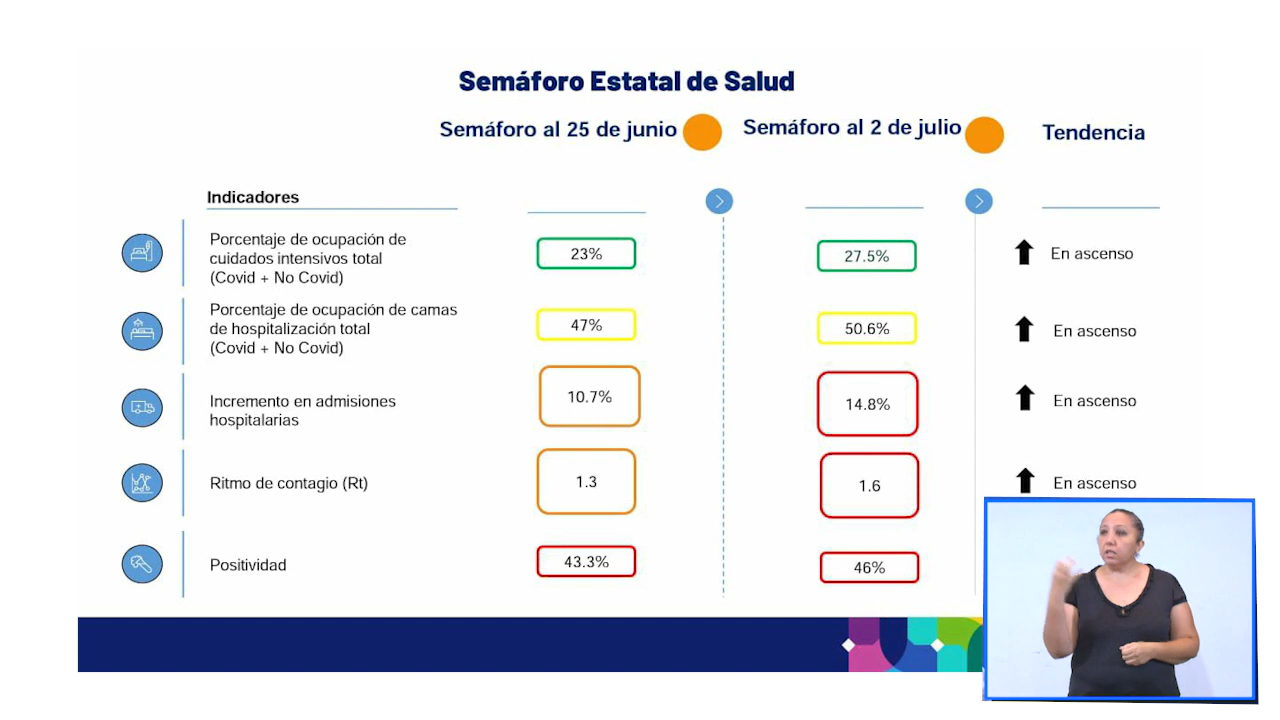 Semáforo Estatal de Salud
Semáforo al 25 de junio
Semáforo al 2 de julio
Tendencia
Indicadores
Porcentaje de ocupación de
cuidados intensivos total
(Covid + No Covid)
23%
27.5%
En ascenso
Porcentaje de ocupación de camas
de hospitalización total
(Covid + No Covid)
47%
50.6%
En ascenso
Incremento en admisiones
hospitalarias
10.7%
14.8%
En ascenso
Ritmo de contagio (Rt)
1.3
1.6
En ascenso
Positividad
43.3%
46%